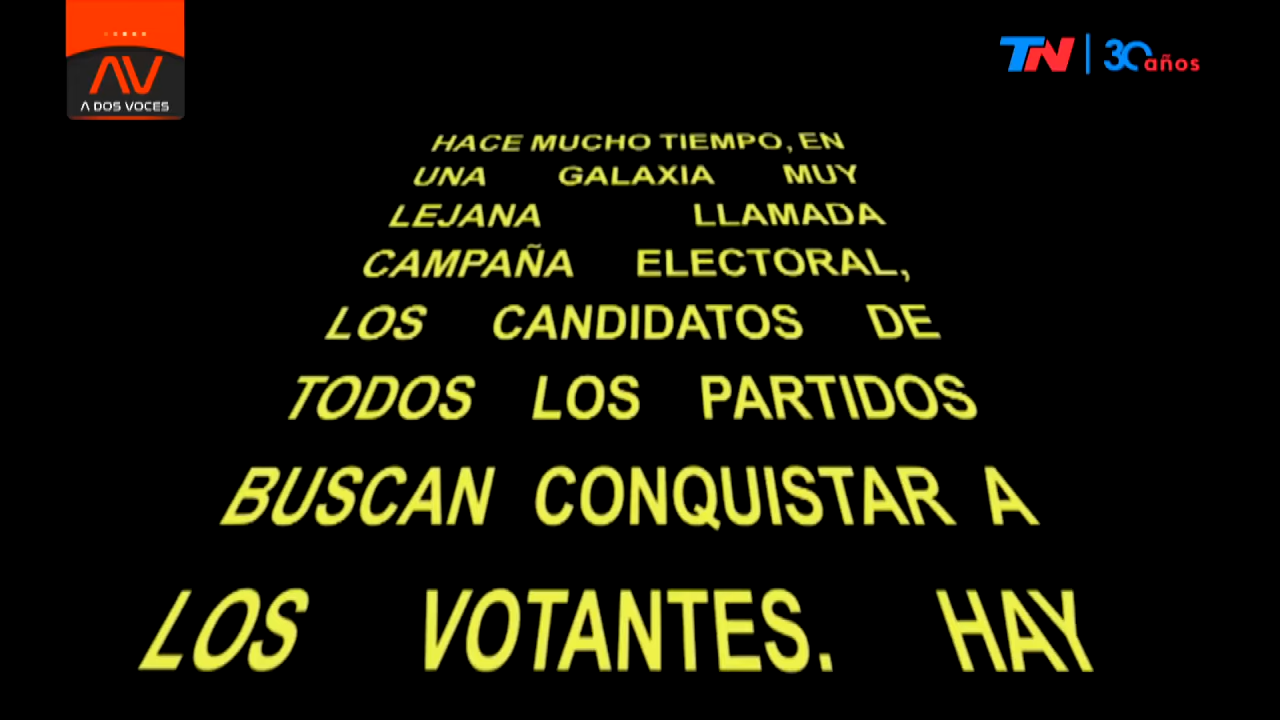 AV
A DOS VOCES
TN | 30 años
HACE MUCHO TIEMPO, EN
UNA GALAXIA MUY
LEJANA LLAMADA
CAMPAÑA ELECTORAL,
LOS CANDIDATOS DE
TODOS LOS PARTIDOS
BUSCAN CONQUISTAR A
LOS VOTANTES. HAY